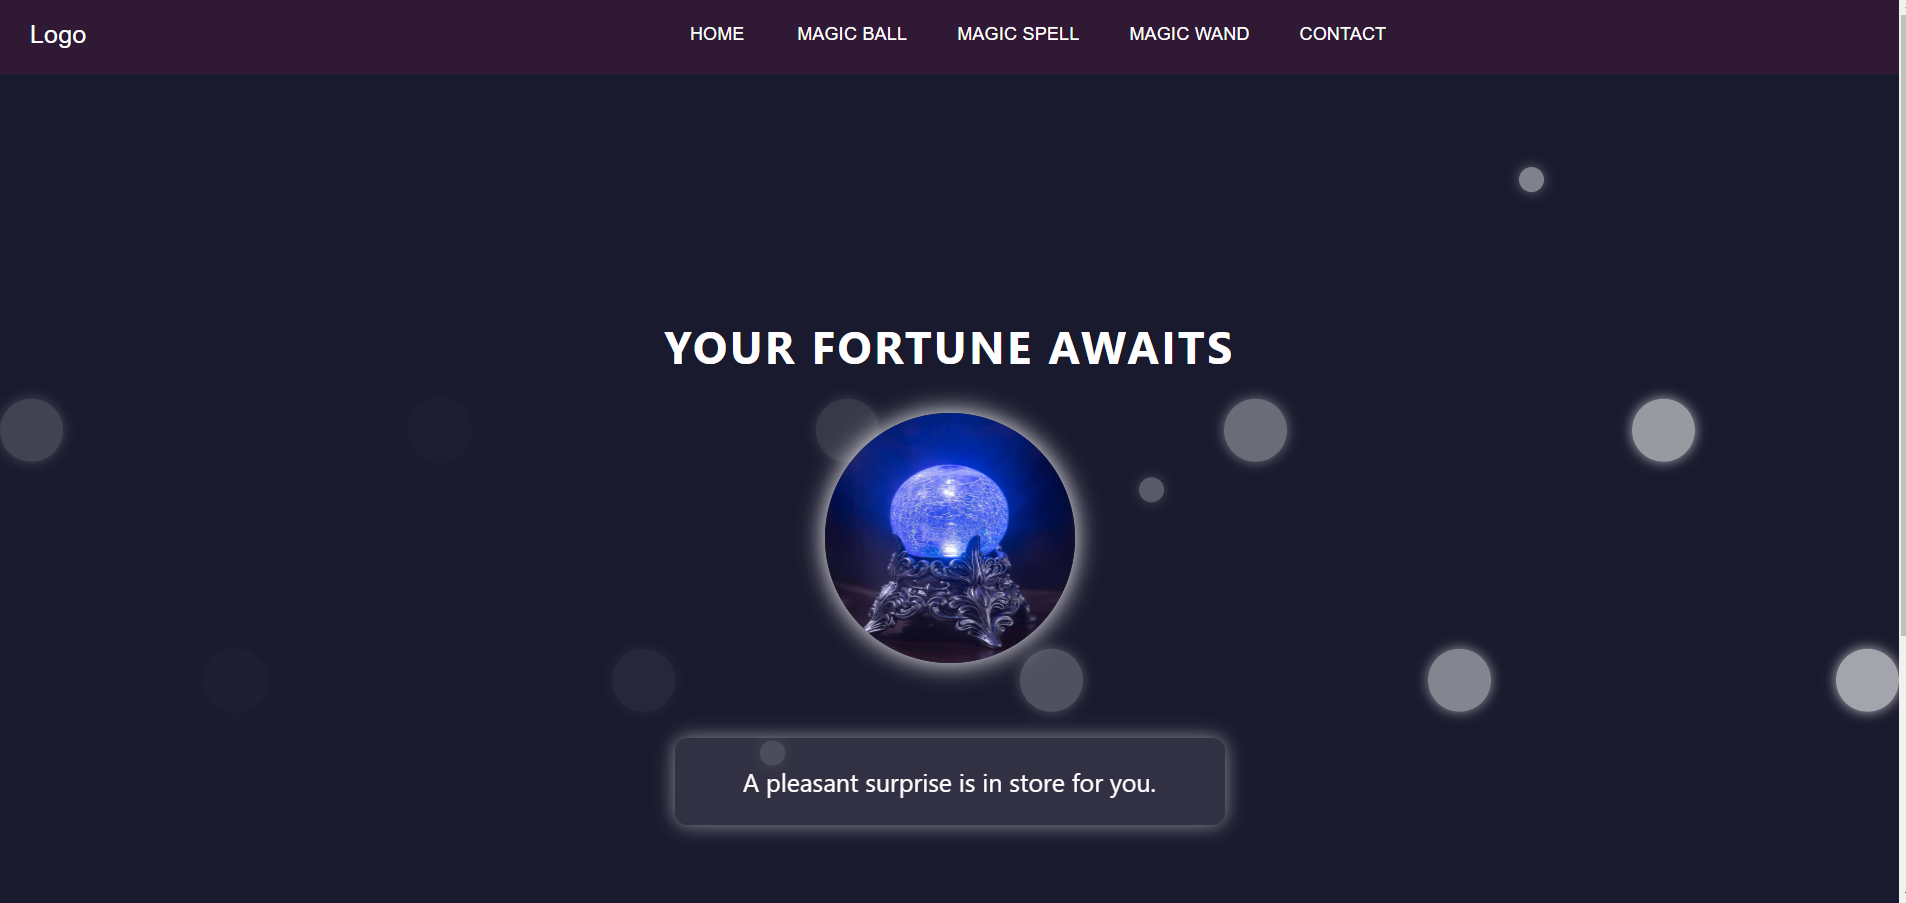 Logo
HOME MAGIC BALL MAGIC SPELL MAGIC WAND CONTACT
YOUR FORTUNE AWAITS
A pleasant surprise is in store for you.